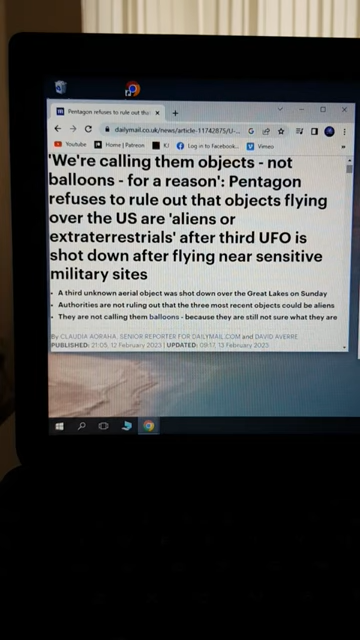 Pentagon refuses to rule out tha
dailymail.co.uk/news/article-11742875/U-...
Youtube Home | Patreon KJ Log in to Facebook... Vimeo
'We're calling them objects - not
balloons - for a reason': Pentagon
refuses to rule out that objects flying
over the US are 'aliens or
extraterrestrials' after third UFO is
shot down after flying near sensitive
military sites
• A third unknown aerial object was shot down over the Great Lakes on Sunday
• Authorities are not ruling out that the three most recent objects could be aliens
• They are not calling them balloons - because they are still not sure what they are
By CLAUDIA AORAHA, SENIOR REPORTER FOR DAILYMAIL.COM and DAVID AVERRE
PUBLISHED: 21:05, 12 February 2023 | UPDATED: 09:17, 13 February 2023